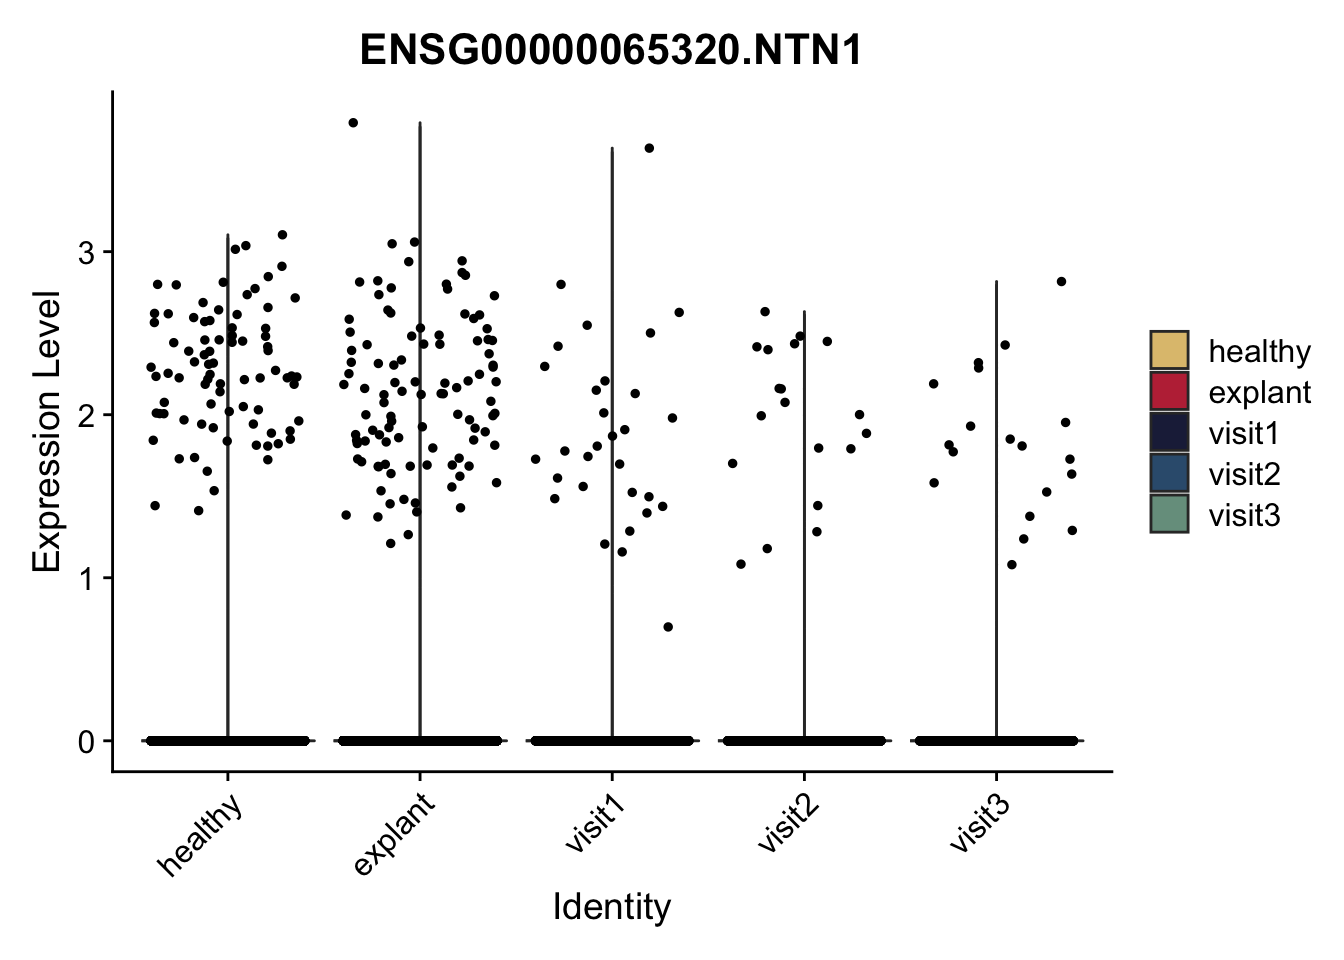 ENSG00000065320.NTN1
Expression Level
3
2
1
0
healthy
explant
visit1
visit2
visit3
Identity
healthy
explant
visit1
visit2
visit3